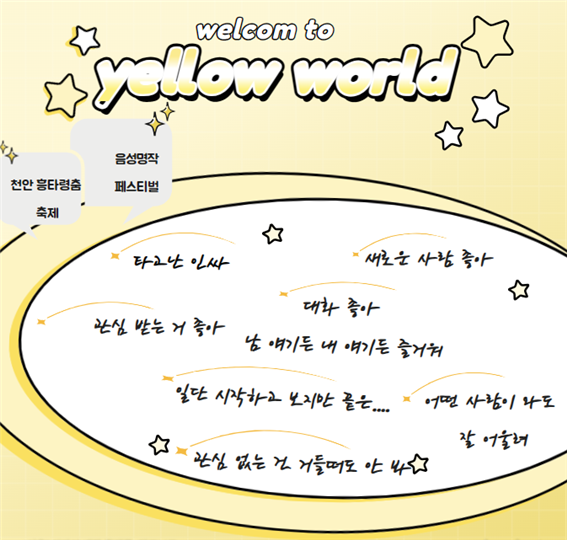 welcom to
yellow world
음성명작
페스티벌
천안 흥타령춤
축제
타고난 인싸
새로운 사람 좋아
대화 좋아
관심 받는 거 좋아
남 얘기든 내 얘기든 즐거워
일단 시작하고 보지만 끝은....
어떤 사람이 와도
잘 어울려
관심 없는 건 거들떠도 안 봐